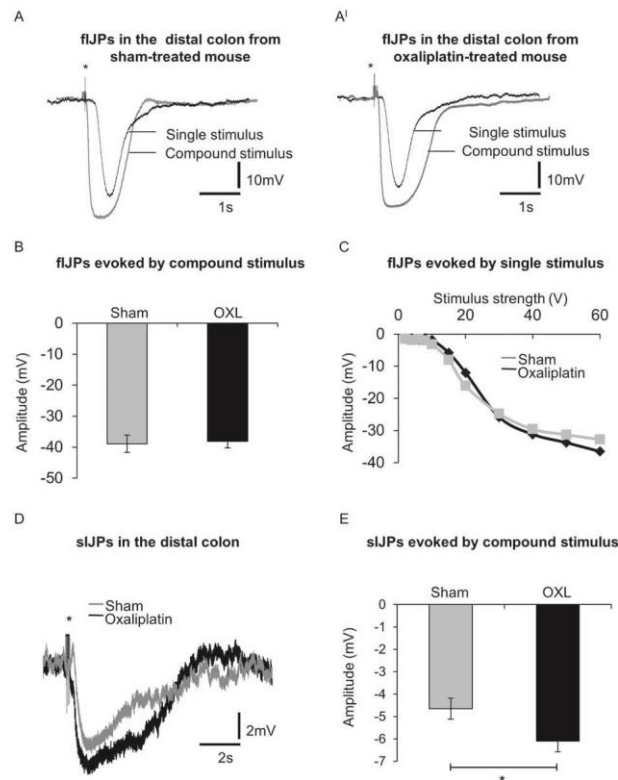 A
fIJPs in the distal colon from
sham-treated mouse
*
Single stimulus
Compound stimulus
10mV
1s
A'
fIJPs in the distal colon from
oxaliplatin-treated mouse
*
Single stimulus
Compound stimulus
10mV
1s
B
fIJPs evoked by compound stimulus
Sham OXL
0
-10
-20
-30
-40
-50
Amplitude (mV)
C
fIJPs evoked by single stimulus
Stimulus strength (V)
0 15 30 45 60
0
-10
-20
-30
-40
Amplitude (mV)
Sham
Oxaliplatin
D
sIJPs in the distal colon
Sham
Oxaliplatin
*
2mV
2s
E
sIJPs evoked by compound stimulus
Sham OXL
0
-1
-2
-3
-4
-5
-6
-7
Amplitude (mV)
*